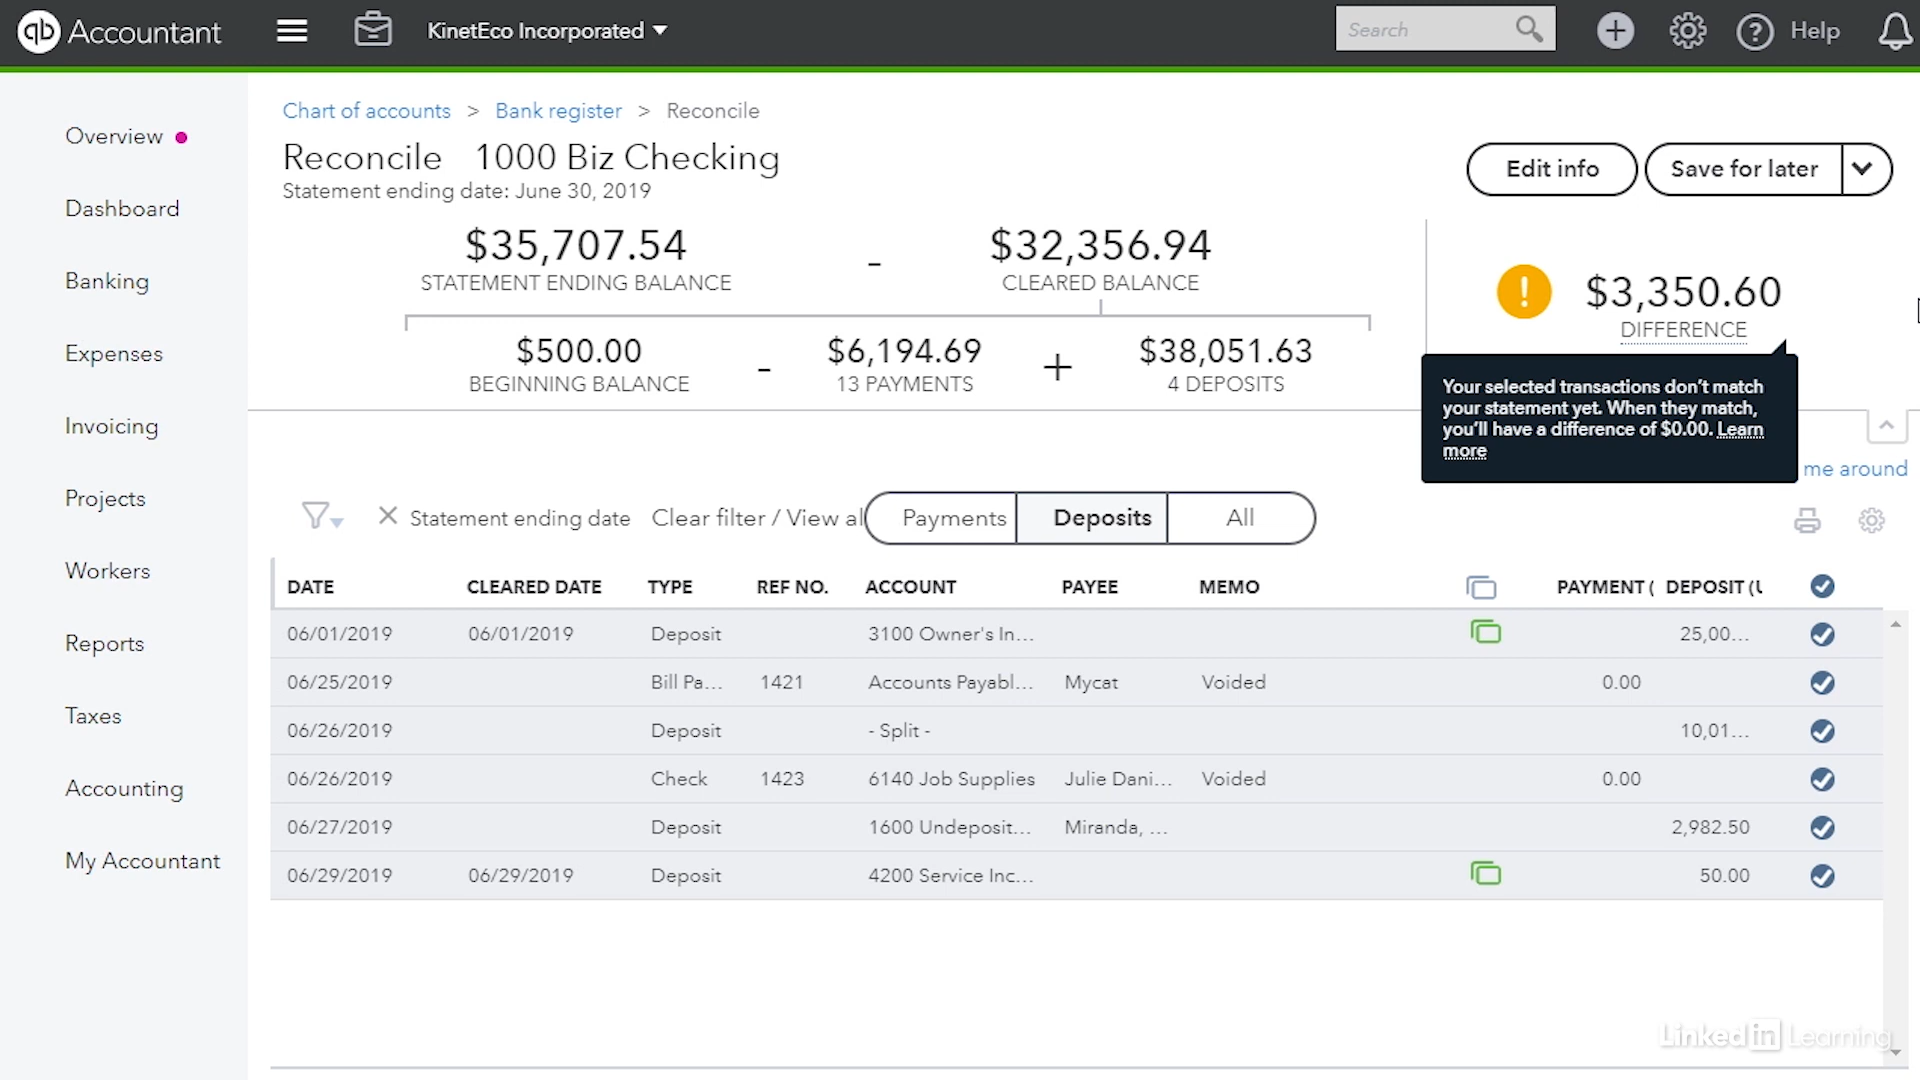 qb Accountant
KinetEco Incorporated
Search
Help
Overview
Dashboard
Banking
Expenses
Invoicing
Projects
Workers
Reports
Taxes
Accounting
My Accountant
Chart of accounts > Bank register > Reconcile
Reconcile 1000 Biz Checking
Statement ending date: June 30, 2019
Edit info
Save for later
$35,707.54 - $32,356.94
STATEMENT ENDING BALANCE CLEARED BALANCE
$500.00 - $6,194.69 + $38,051.63
BEGINNING BALANCE 13 PAYMENTS 4 DEPOSITS
! $3,350.60
DIFFERENCE
Your selected transactions don't match
your statement yet. When they match,
you'll have a difference of $0.00. Learn
more
me around
Statement ending date Clear filter / View al
Payments Deposits All
DATE CLEARED DATE TYPE REF NO. ACCOUNT PAYEE MEMO PAYMENT ( DEPOSIT (
06/01/2019 06/01/2019 Deposit 3100 Owner's In... 25,00...
06/25/2019 Bill Pa... 1421 Accounts Payabl... Mycat Voided 0.00
06/26/2019 Deposit - Split - 10,01...
06/26/2019 Check 1423 6140 Job Supplies Julie Dani... Voided 0.00
06/27/2019 Deposit 1600 Undeposit... Miranda, ... 2,982.50
06/29/2019 06/29/2019 Deposit 4200 Service Inc... 50.00
Linked in Learning